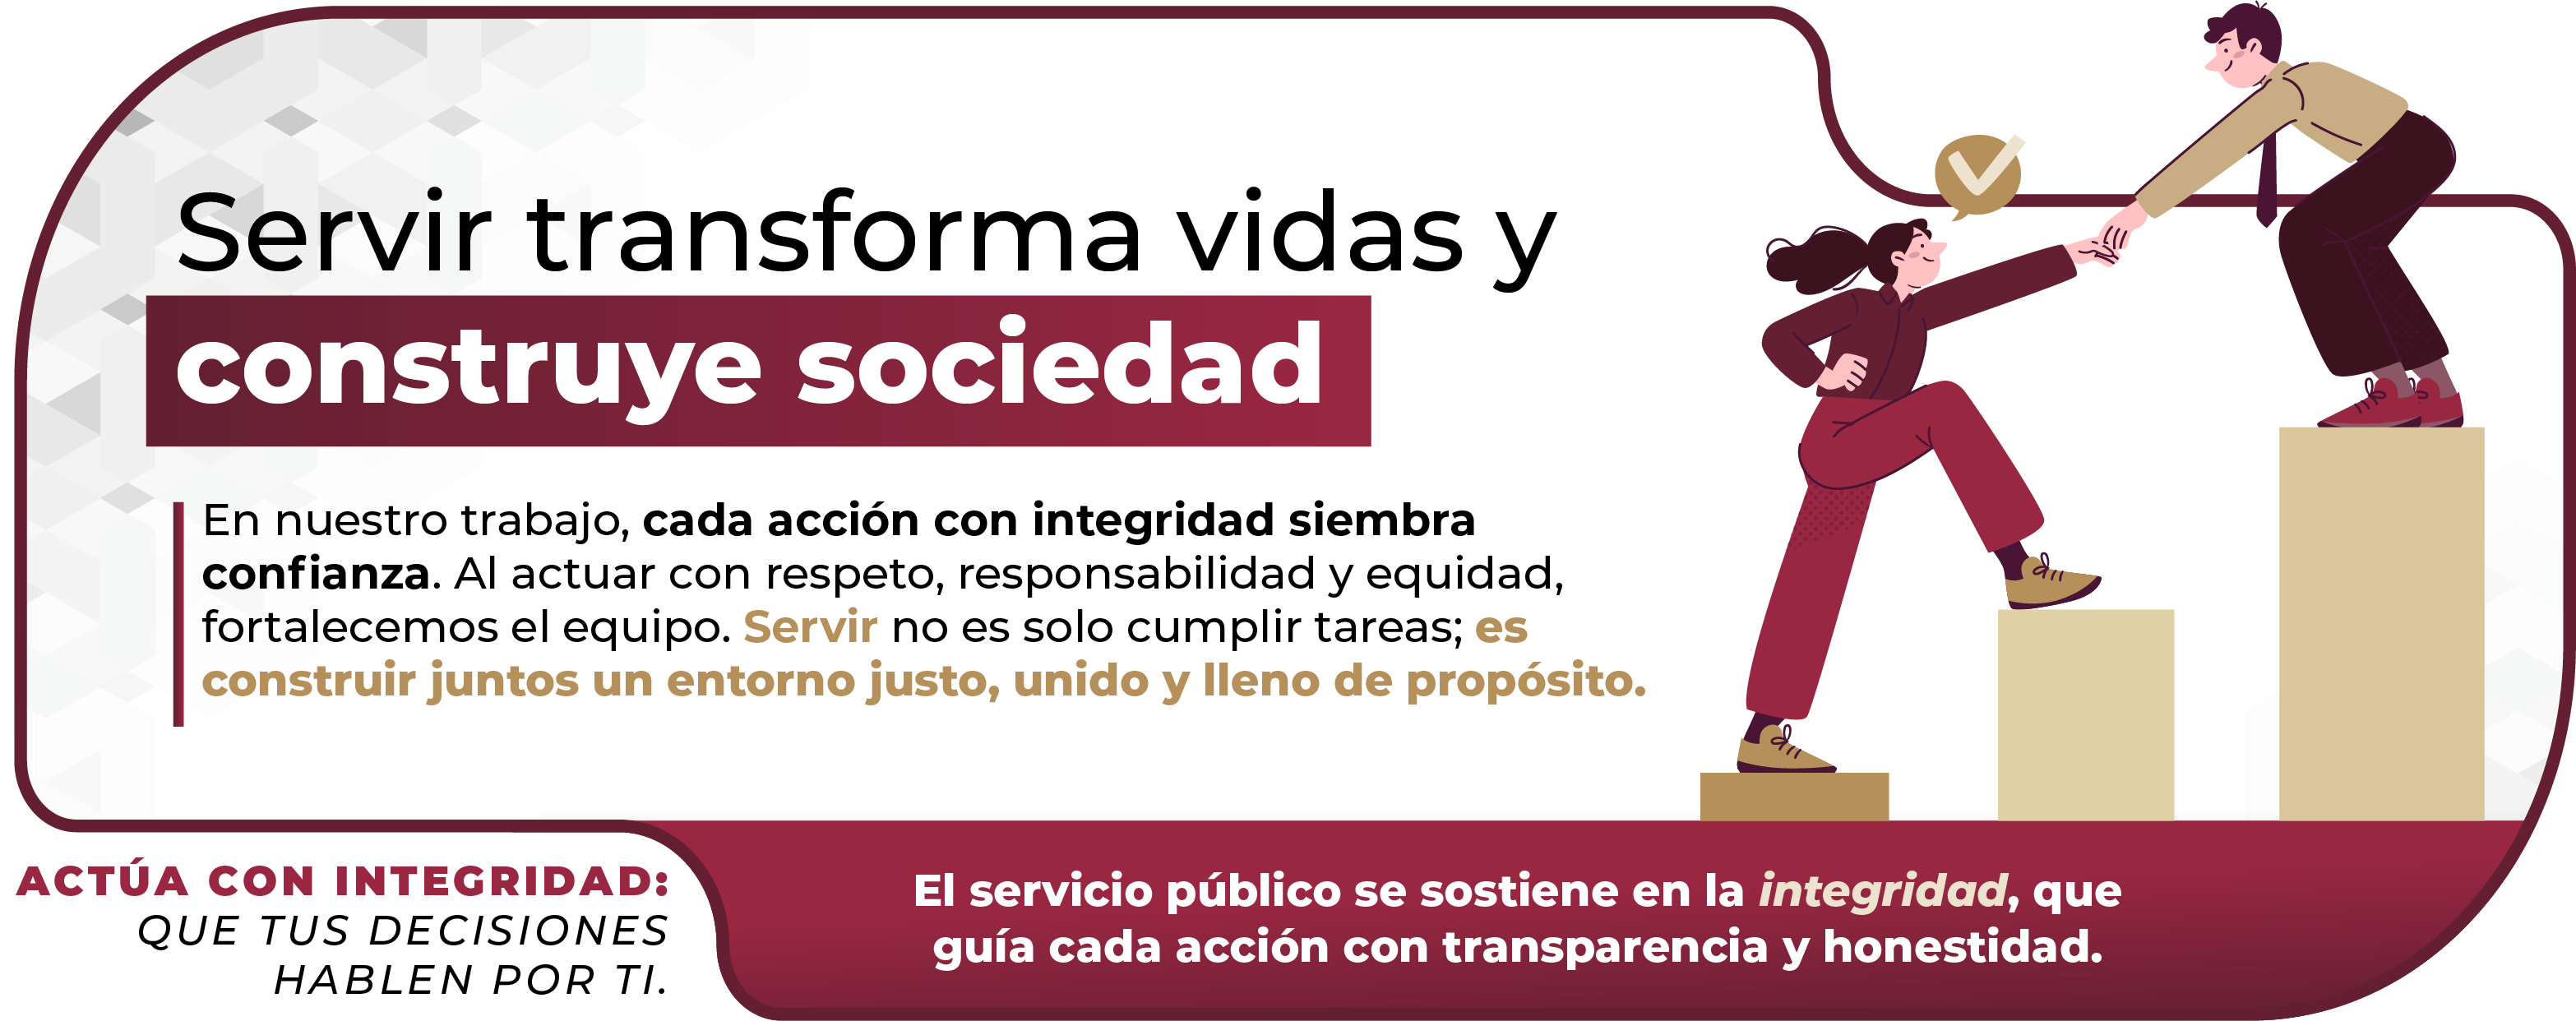 Servir transforma vidas y
construye sociedad
En nuestro trabajo, cada acción con integridad siembra
confianza. Al actuar con respeto, responsabilidad y equidad,
fortalecemos el equipo. Servir no es solo cumplir tareas; es
construir juntos un entorno justo, unido y lleno de propósito.
ACTÚA CON INTEGRIDAD:
QUE TUS DECISIONES
HABLEN POR TI.
El servicio público se sostiene en la integridad, que
guía cada acción con transparencia y honestidad.